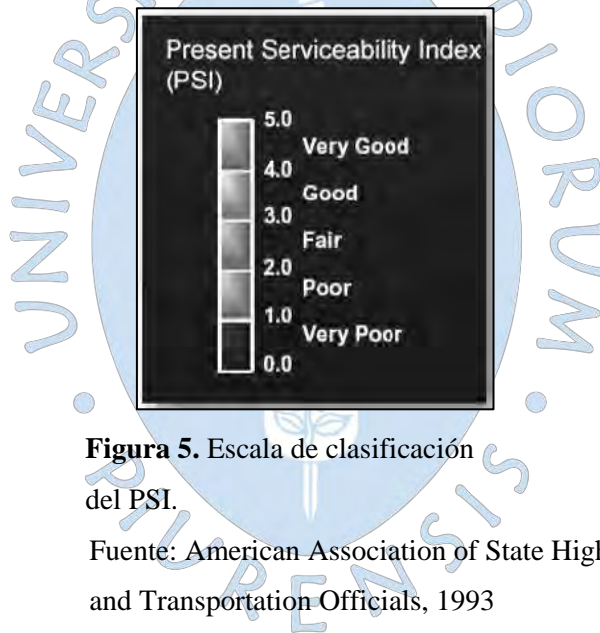 Present Serviceability Index
(PSI)
5.0
Very Good
4.0
Good
3.0
Fair
2.0
Poor
1.0
Very Poor
0.0
Figura 5. Escala de clasificación
del PSI.
Fuente: American Association of State High
and Transportation Officials, 1993